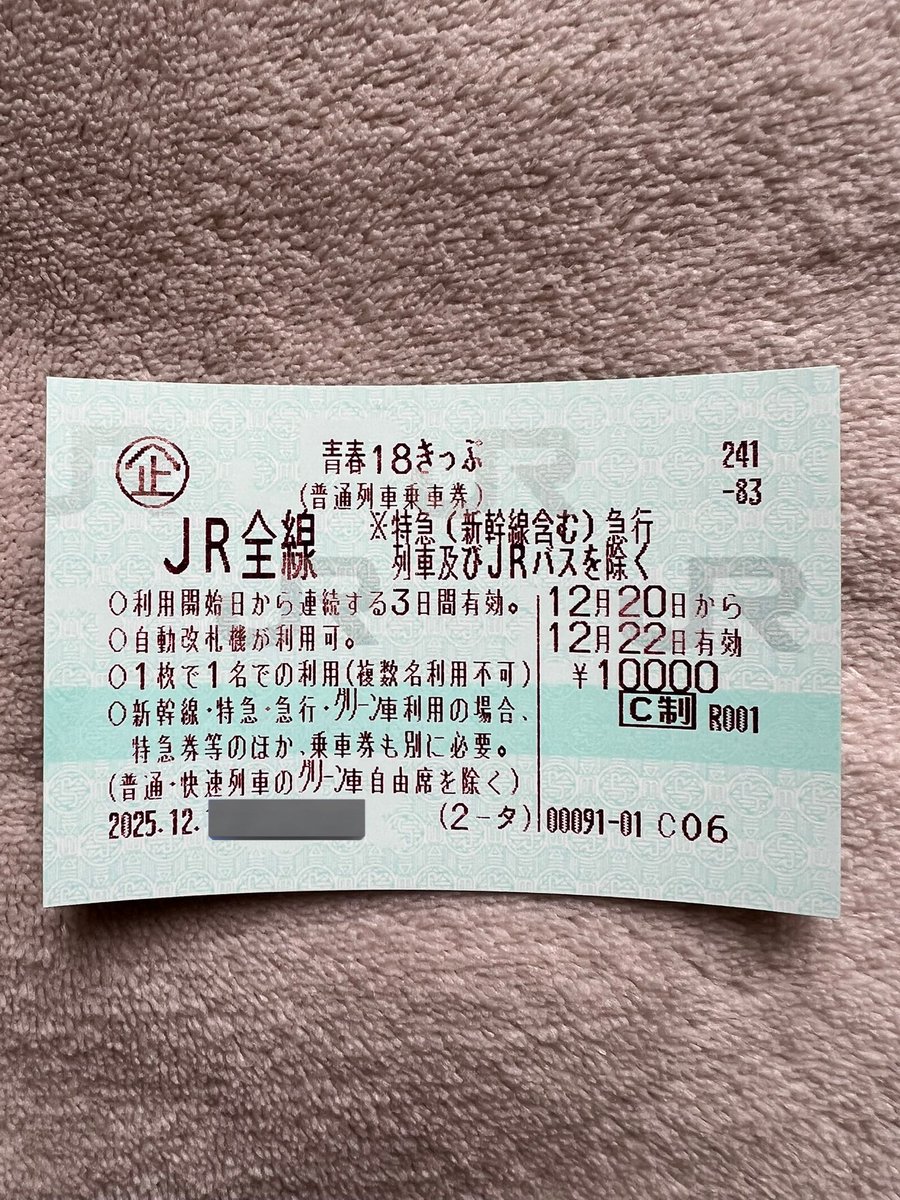 企 青春18きっぷ 241
(普通列車乗車券) -83
JR全線 ※特急(新幹線含む)急行
列車及びJRバスを除く
○利用開始日から連続する3日間有効。 12月20日から
○自動改札機が利用可。 12月22日有効
○1枚で1名での利用(複数名利用不可) ¥10000
○新幹線・特急・急行・グリーン車利用の場合、 C制 R001
特急券等のほか、乗車券も別に必要。
(普通・快速列車のグリーン車自由席を除く)
2025.12. (2-タ) 00091-01 C06